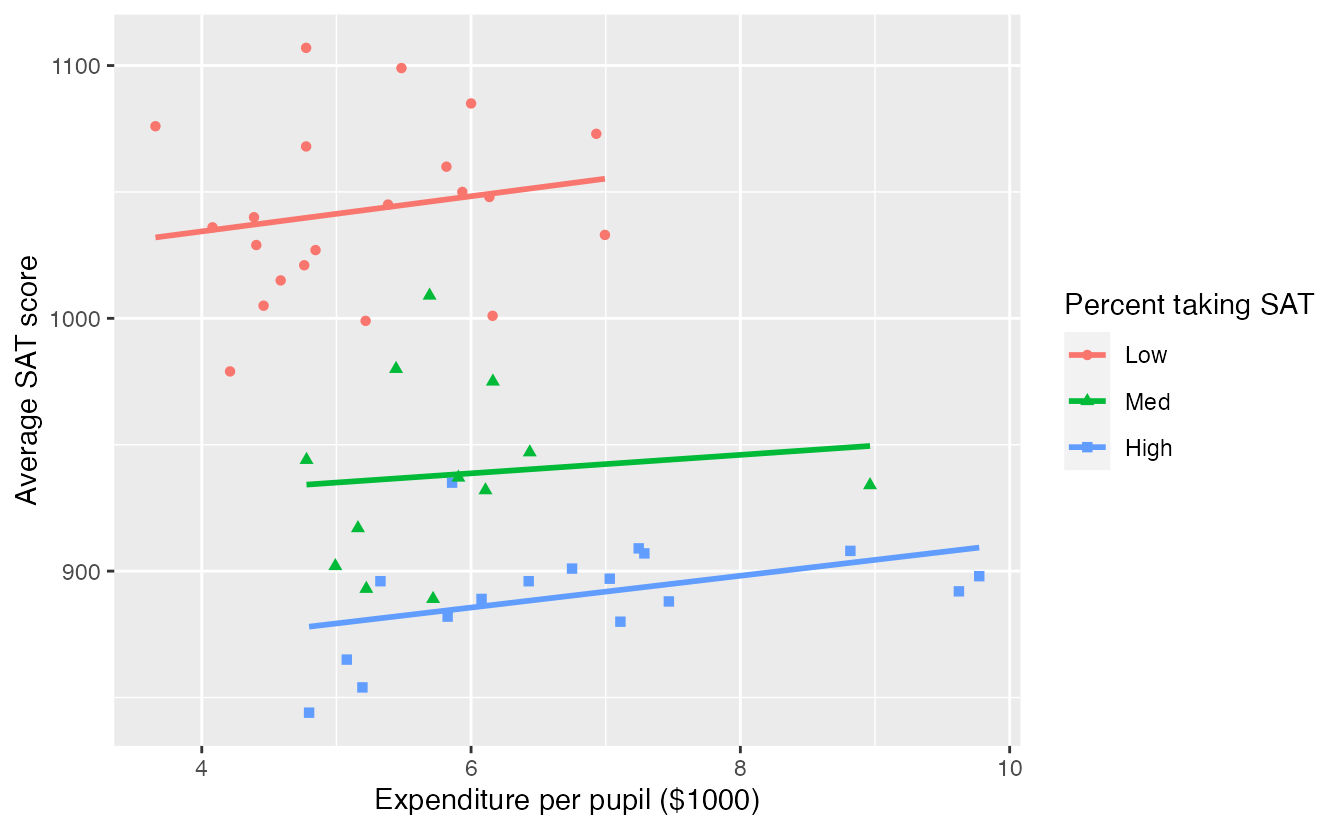 1100
1000
900
Average SAT score
4 6 8 10
Expenditure per pupil ($1000)
Percent taking SAT
Low
Med
High